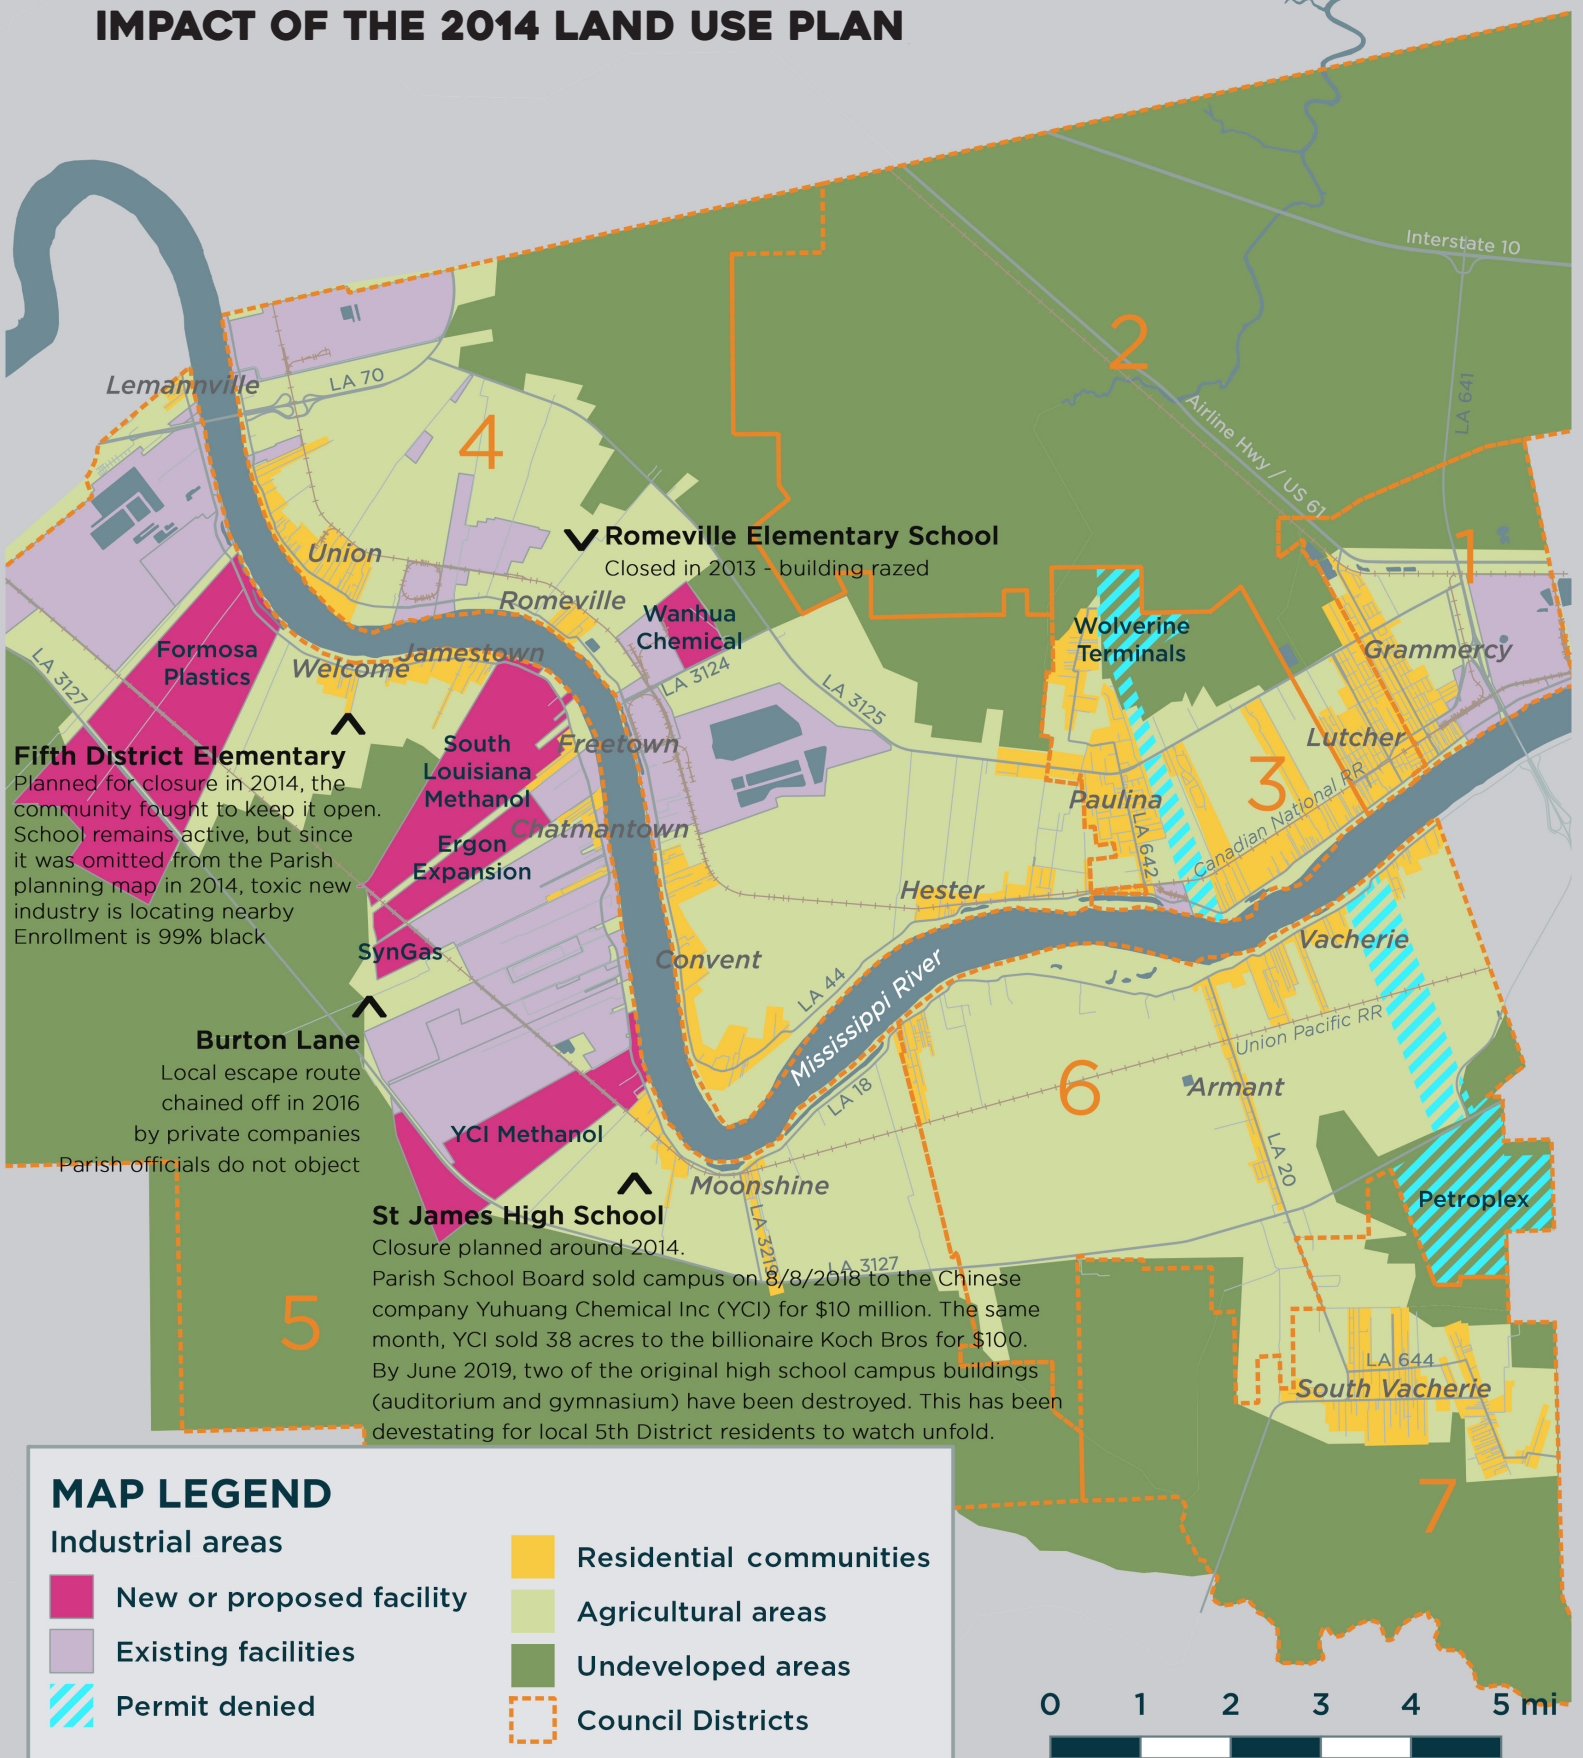 IMPACT OF THE 2014 LAND USE PLAN
Interstate 10
2
Lemannville
LA 70
LA 641
Airline Hwy / US 61
4
Romeville Elementary School
Closed in 2013 - building razed
1
Union
Romeville
Wanhua
Chemical
Wolverine
Terminals
Formosa
Plastics
Welcome
Jamestown
Grammercy
LA 3127
LA 3124
LA 3125
Fifth District Elementary
Planned for closure in 2014, the
community fought to keep it open.
School remains active, but since
it was omitted from the Parish
planning map in 2014, toxic new
industry is locating nearby
Enrollment is 99% black
South
Louisiana
Methanol
Freetown
Lutcher
3
Paulina
Canadian National RR
LA 642
Chatmantown
Ergon
Expansion
Hester
SynGas
Convent
Vacherie
LA 44
Mississippi River
Burton Lane
Local escape route
chained off in 2016
by private companies
Parish officials do not object
Union Pacific RR
6
Armant
LA 18
YCI Methanol
LA 20
Moonshine
Petroplex
LA 3219
St James High School
Closure planned around 2014.
LA 3127
Parish School Board sold campus on 8/8/2018 to the Chinese
company Yuhuang Chemical Inc (YCI) for $10 million. The same
month, YCI sold 38 acres to the billionaire Koch Bros for $100.
By June 2019, two of the original high school campus buildings
(auditorium and gymnasium) have been destroyed. This has been
devestating for local 5th District residents to watch unfold.
5
LA 644
South Vacherie
7
MAP LEGEND
Industrial areas
New or proposed facility
Existing facilities
Permit denied
Residential communities
Agricultural areas
Undeveloped areas
Council Districts
0 1 2 3 4 5 mi